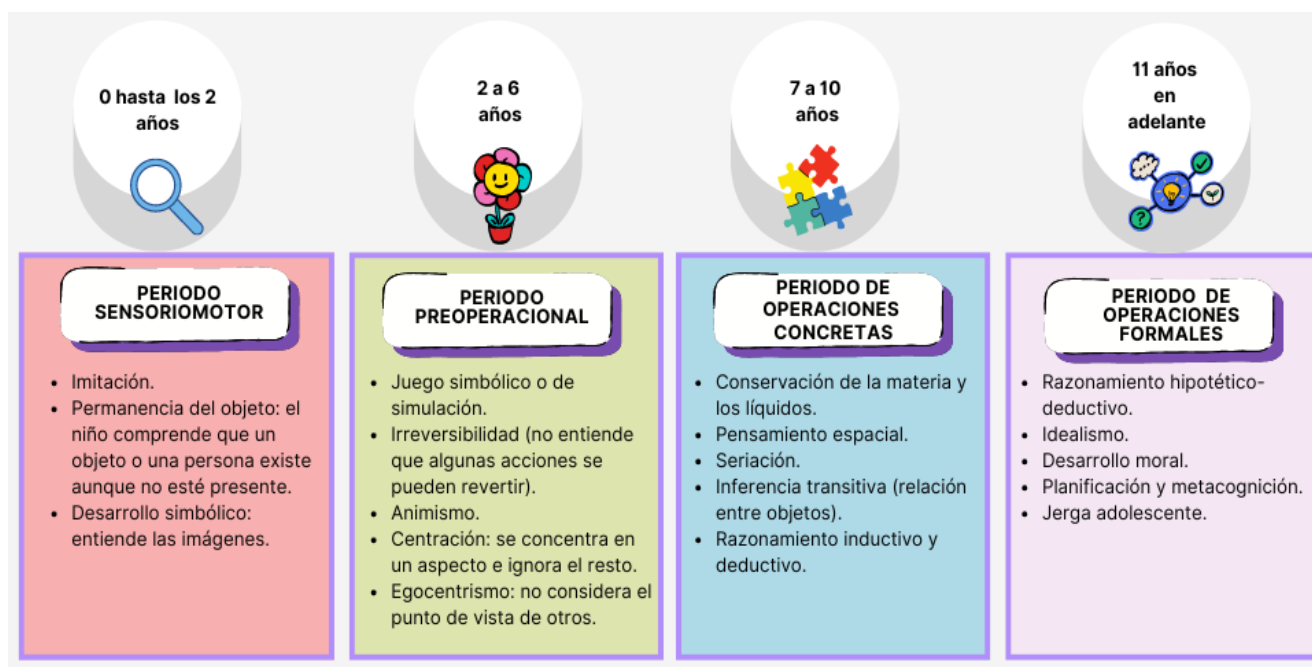 0 hasta los 2
años
2 a 6
años
7 a 10
años
11 años
en
adelante
PERIODO
SENSORIOMOTOR
• Imitación.
• Permanencia del objeto: el
niño comprende que un
objeto o una persona existe
aunque no esté presente.
• Desarrollo simbólico:
entiende las imágenes.
PERIODO
PREOPERACIONAL
• Juego simbólico o de
simulación.
• Irreversibilidad (no entiende
que algunas acciones se
pueden revertir).
• Animismo.
• Centración: se concentra en
un aspecto e ignora el resto.
• Egocentrismo: no considera el
punto de vista de otros.
PERIODO DE
OPERACIONES
CONCRETAS
• Conservación de la materia y
los líquidos.
• Pensamiento espacial.
• Seriación.
• Inferencia transitiva (relación
entre objetos).
• Razonamiento inductivo y
deductivo.
PERIODO DE
OPERACIONES
FORMALES
• Razonamiento hipotético-
deductivo.
• Idealismo.
• Desarrollo moral.
• Planificación y metacognición.
• Jerga adolescente.